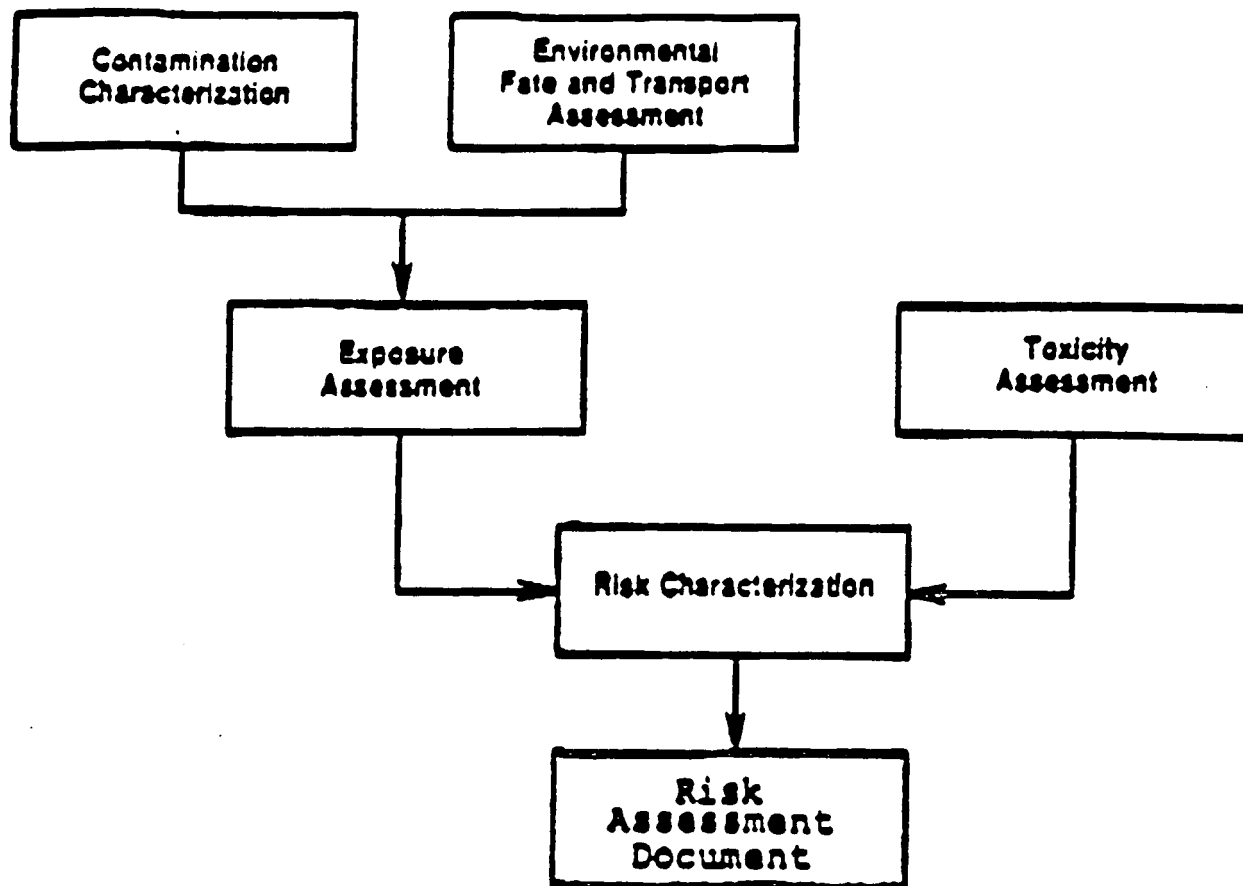 Contamination
Characterization
Environmental
Fate and Transport
Assessment
Exposure
Assessment
Toxicity
Assessment
Risk Characterization
Risk
Assessment
Document